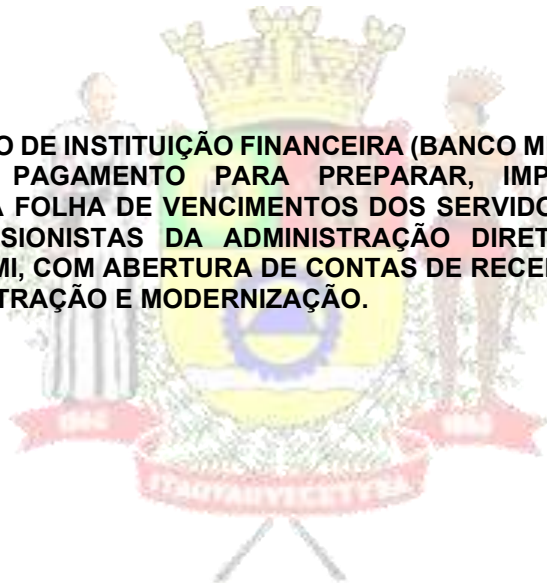 O DE INSTITUIÇÃO FINANCEIRA (BANCO M
PAGAMENTO PARA PREPARAR, IMP
A FOLHA DE VENCIMENTOS DOS SERVIDO
SIONISTAS DA ADMINISTRAÇÃO DIRET
MI, COM ABERTURA DE CONTAS DE RECE
TRAÇÃO E MODERNIZAÇÃO.